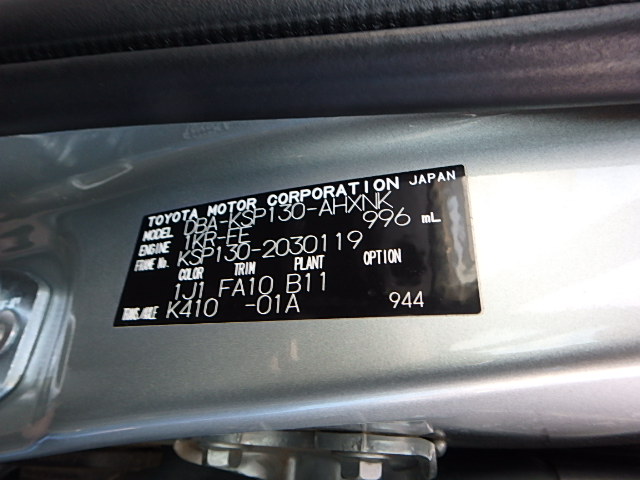 TOYOTA MOTOR CORPORATION JAPAN
MODEL DBA-KSP130-AHXNK
ENGINE 1KR-FE 996 mL
FRAME No. KSP130-2030119
COLOR TRIM PLANT OPTION
1J1 FA10 B11
TRANS/AXLE K410 -01A 944